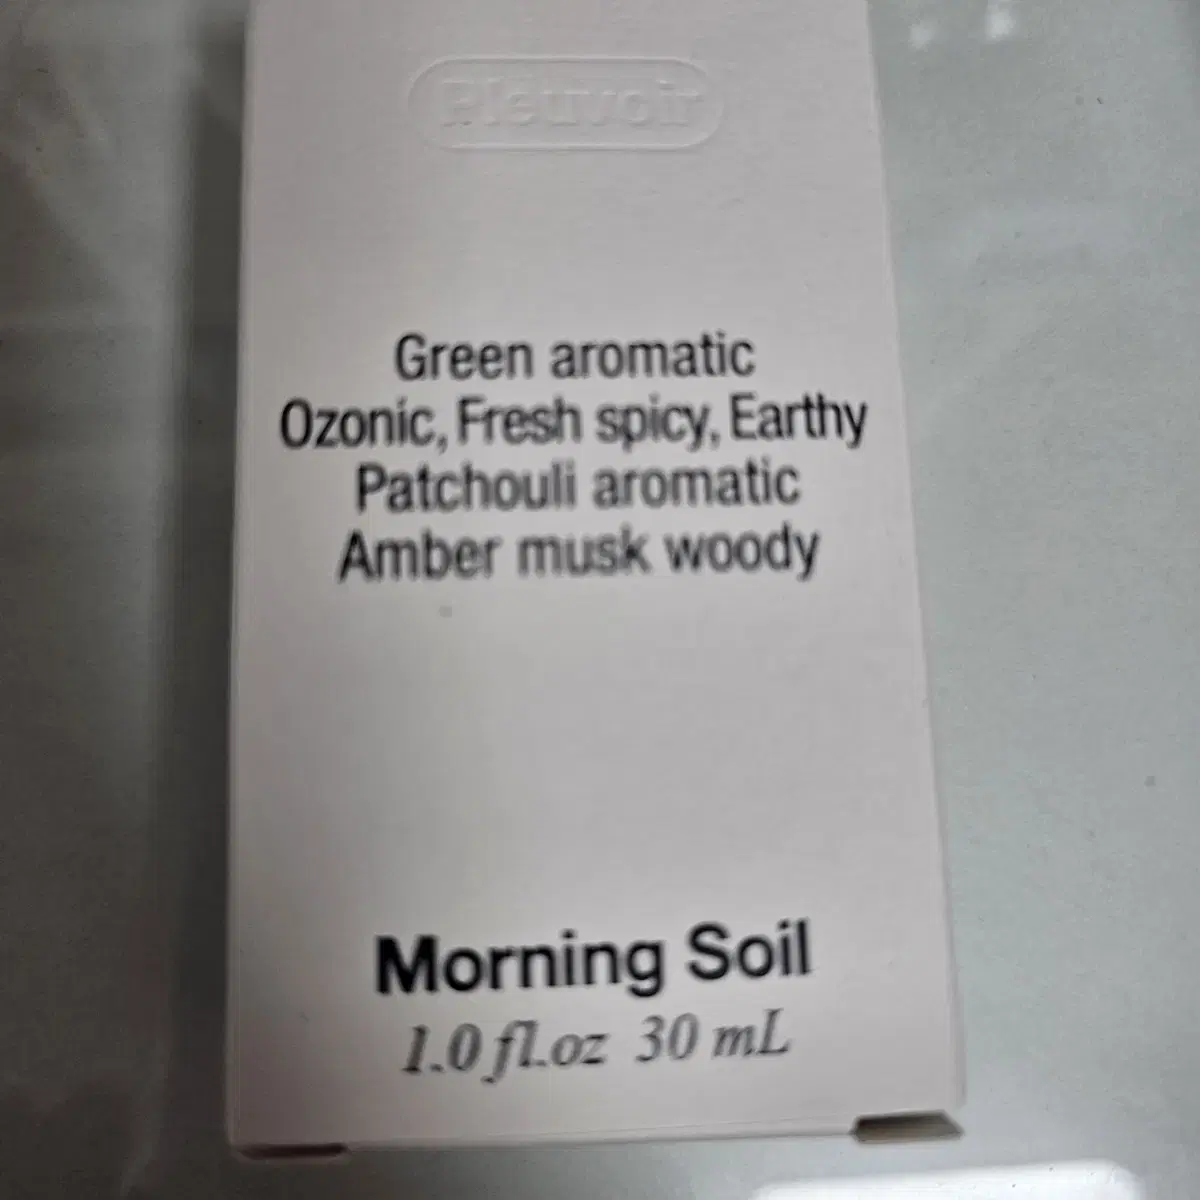 Pleuvoir
Green aromatic
Ozonic, Fresh spicy, Earthy
Patchouli aromatic
Amber musk woody
Morning Soil
1.0 fl.oz 30 mL